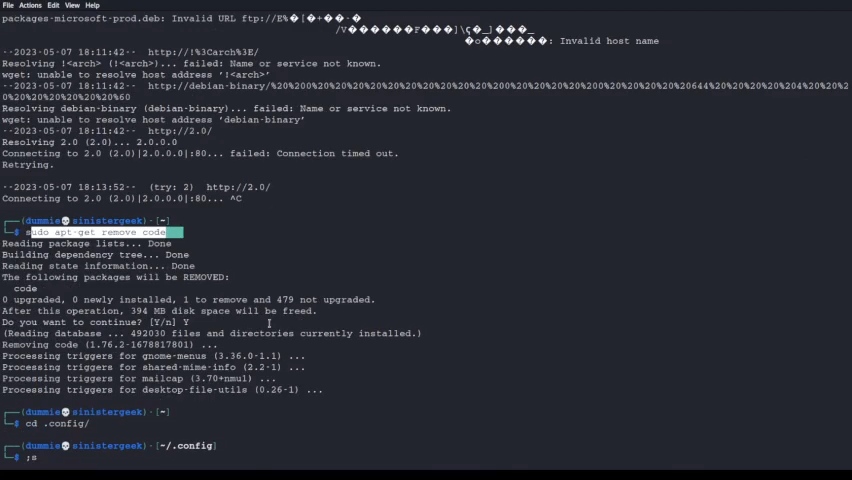 File Actions Edit View Help
packages-microsoft-prod.deb: Invalid URL ftp://E%�[�+��-�
/V������F���]\ç�_]���_
�o������: Invalid host name
--2023-05-07 18:11:42-- http://!%3Carch%3E/
Resolving !<arch> (!<arch>)... failed: Name or service not known.
wget: unable to resolve host address ‘!<arch>’
--2023-05-07 18:11:42-- http://debian-binary/%20%200%20%20%20%20%20%20%20%20%20%20%200%20%20%20%20%20%20644%20%20%20%20%204%20%20%2
0%20%20%20%20%20%60
Resolving debian-binary (debian-binary)... failed: Name or service not known.
wget: unable to resolve host address ‘debian-binary’
--2023-05-07 18:11:42-- http://2.0/
Resolving 2.0 (2.0)... 2.0.0.0
Connecting to 2.0 (2.0)|2.0.0.0|:80... failed: Connection timed out.
Retrying.
--2023-05-07 18:13:52-- (try: 2) http://2.0/
Connecting to 2.0 (2.0)|2.0.0.0|:80... ^C
(dummie💀sinistergeek)-[~]
$ sudo apt-get remove code
Reading package lists... Done
Building dependency tree... Done
Reading state information... Done
The following packages will be REMOVED:
code
0 upgraded, 0 newly installed, 1 to remove and 479 not upgraded.
After this operation, 394 MB disk space will be freed.
Do you want to continue? [Y/n] Y
(Reading database ... 492030 files and directories currently installed.)
Removing code (1.76.2-1678817801) ...
Processing triggers for gnome-menus (3.36.0-1.1) ...
Processing triggers for shared-mime-info (2.2-1) ...
Processing triggers for mailcap (3.70+nmu1) ...
Processing triggers for desktop-file-utils (0.26-1) ...
(dummie💀sinistergeek)-[~]
$ cd .config/
(dummie💀sinistergeek)-[~/.config]
$ ;s